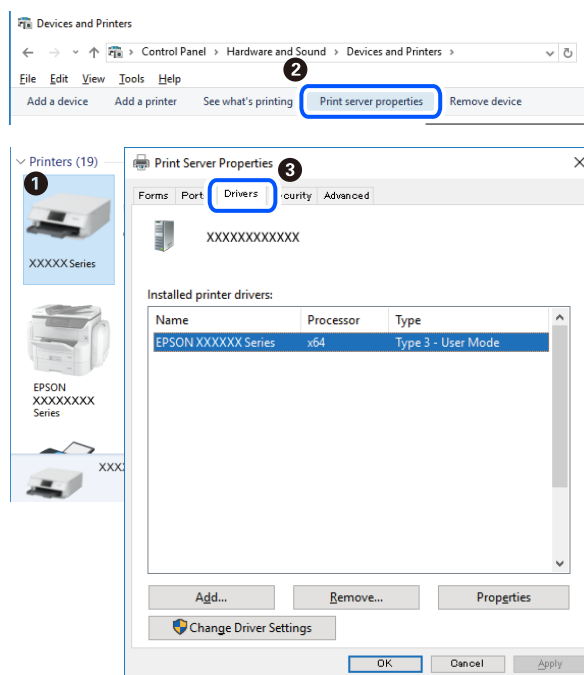 Devices and Printers
Control Panel > Hardware and Sound > Devices and Printers >
2
File Edit View Tools Help
Add a device Add a printer See what's printing Print server properties Remove device
Printers (19)
1
XXXXX Series
EPSON
XXXXXXXX
Series
XXX
Print Server Properties
3
Forms Port Drivers curity Advanced
XXXXXXXXXXXX
Installed printer drivers:
Name Processor Type
EPSON XXXXXX Series x64 Type 3 - User Mode
Add... Remove... Properties
Change Driver Settings
OK Cancel Apply